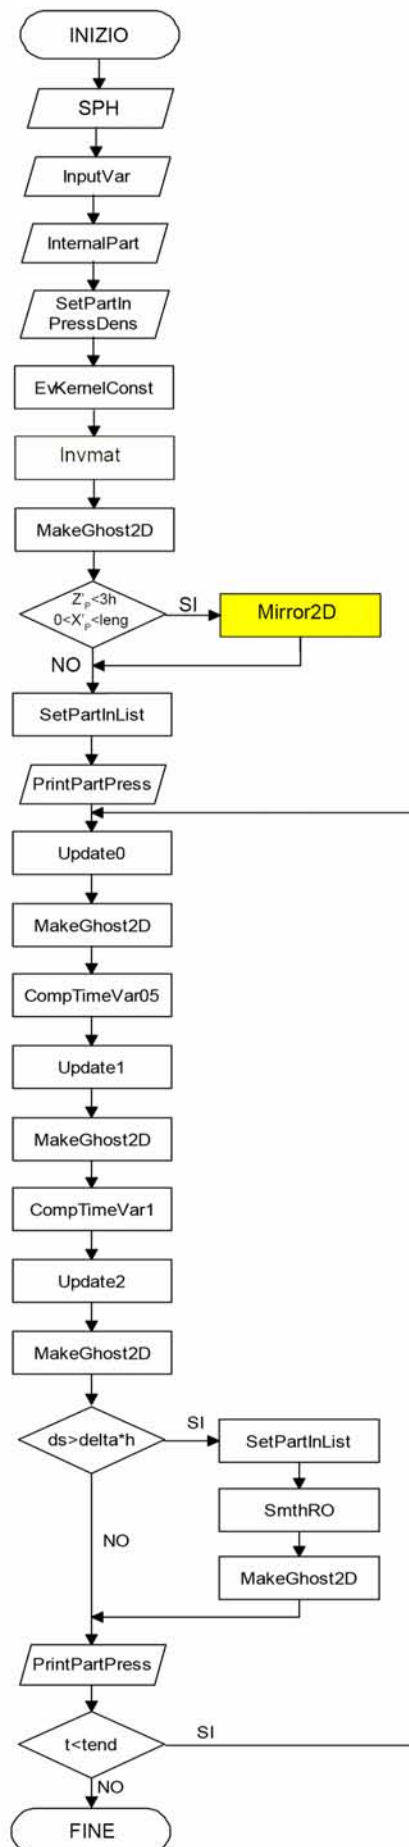 INIZIO
SPH
InputVar
InternalPart
SetPartIn
PressDens
EvKernelConst
Invmat
MakeGhost2D
Z'P<3h
0<X'P<leng
SI
Mirror2D
NO
SetPartInList
PrintPartPress
Update0
MakeGhost2D
CompTimeVar05
Update1
MakeGhost2D
CompTimeVar1
Update2
MakeGhost2D
ds>delta*h
SI
SetPartInList
SmthRO
NO
MakeGhost2D
PrintPartPress
t<tend
SI
NO
FINE